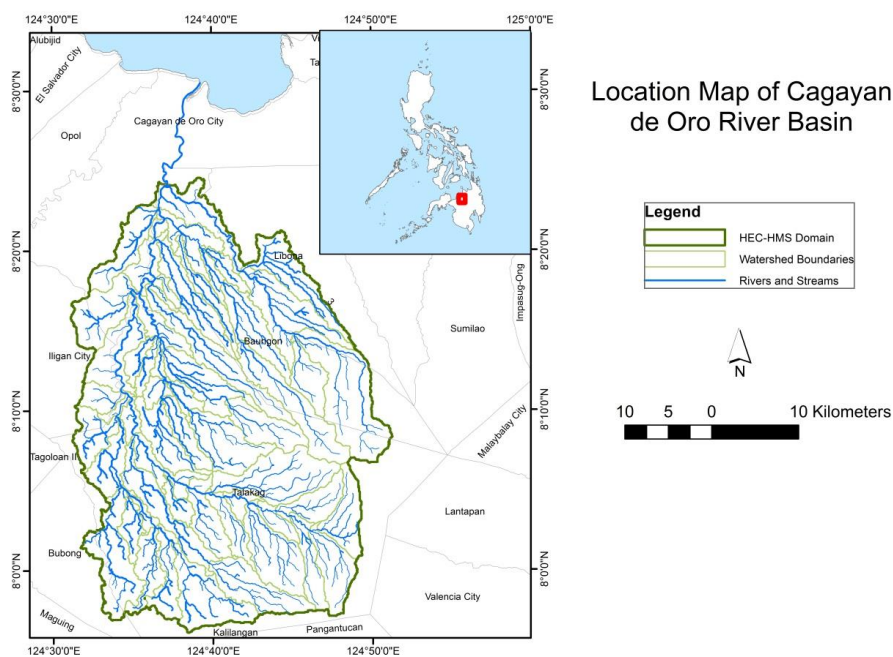 124°30'0"E
124°40'0"E
124°50'0"E
125°0'0"E
Alubijid
El Salvador City
Vi
Ta
8°30'0"N
8°30'0"N
Opol
Cagayan de Oro City
Location Map of Cagayan
de Oro River Basin
Legend
HEC-HMS Domain
Watershed Boundaries
Rivers and Streams
8°20'0"N
8°20'0"N
Libona
Impasug-Ong
Sumilao
Baungon
Iligan City
N
8°10'0"N
8°10'0"N
10 5 0 10 Kilometers
Malaybalay City
Tagoloan II
Talakag
Lantapan
Bubong
8°0'0"N
8°0'0"N
Valencia City
Maguing
Kalilangan
Pangantucan
124°30'0"E
124°40'0"E
124°50'0"E
125°0'0"E